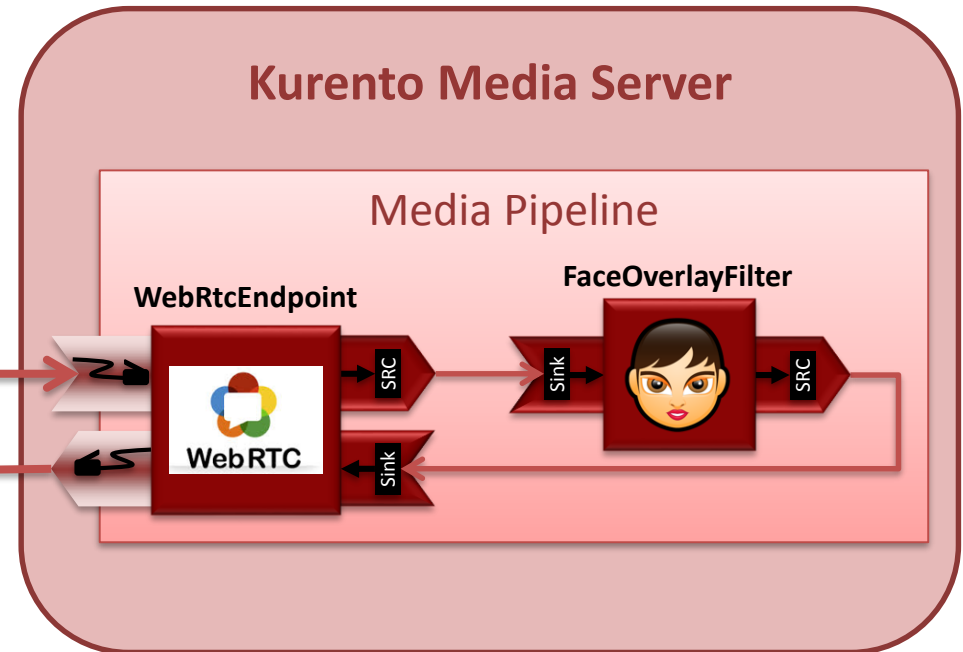 Kurento Media Server
Media Pipeline
WebRtcEndpoint
FaceOverlayFilter
SRC
Sink
SRC
WebRTC
Sink